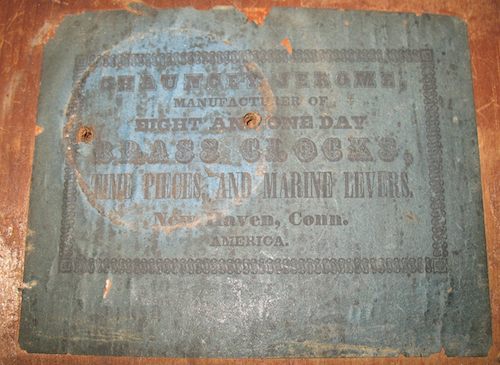 CHAUNCEY JEROME,
MANUFACTURER OF
EIGHT AND ONE DAY
BRASS CLOCKS,
TIME PIECES, AND MARINE LEVERS.
New Haven, Conn.
AMERICA.